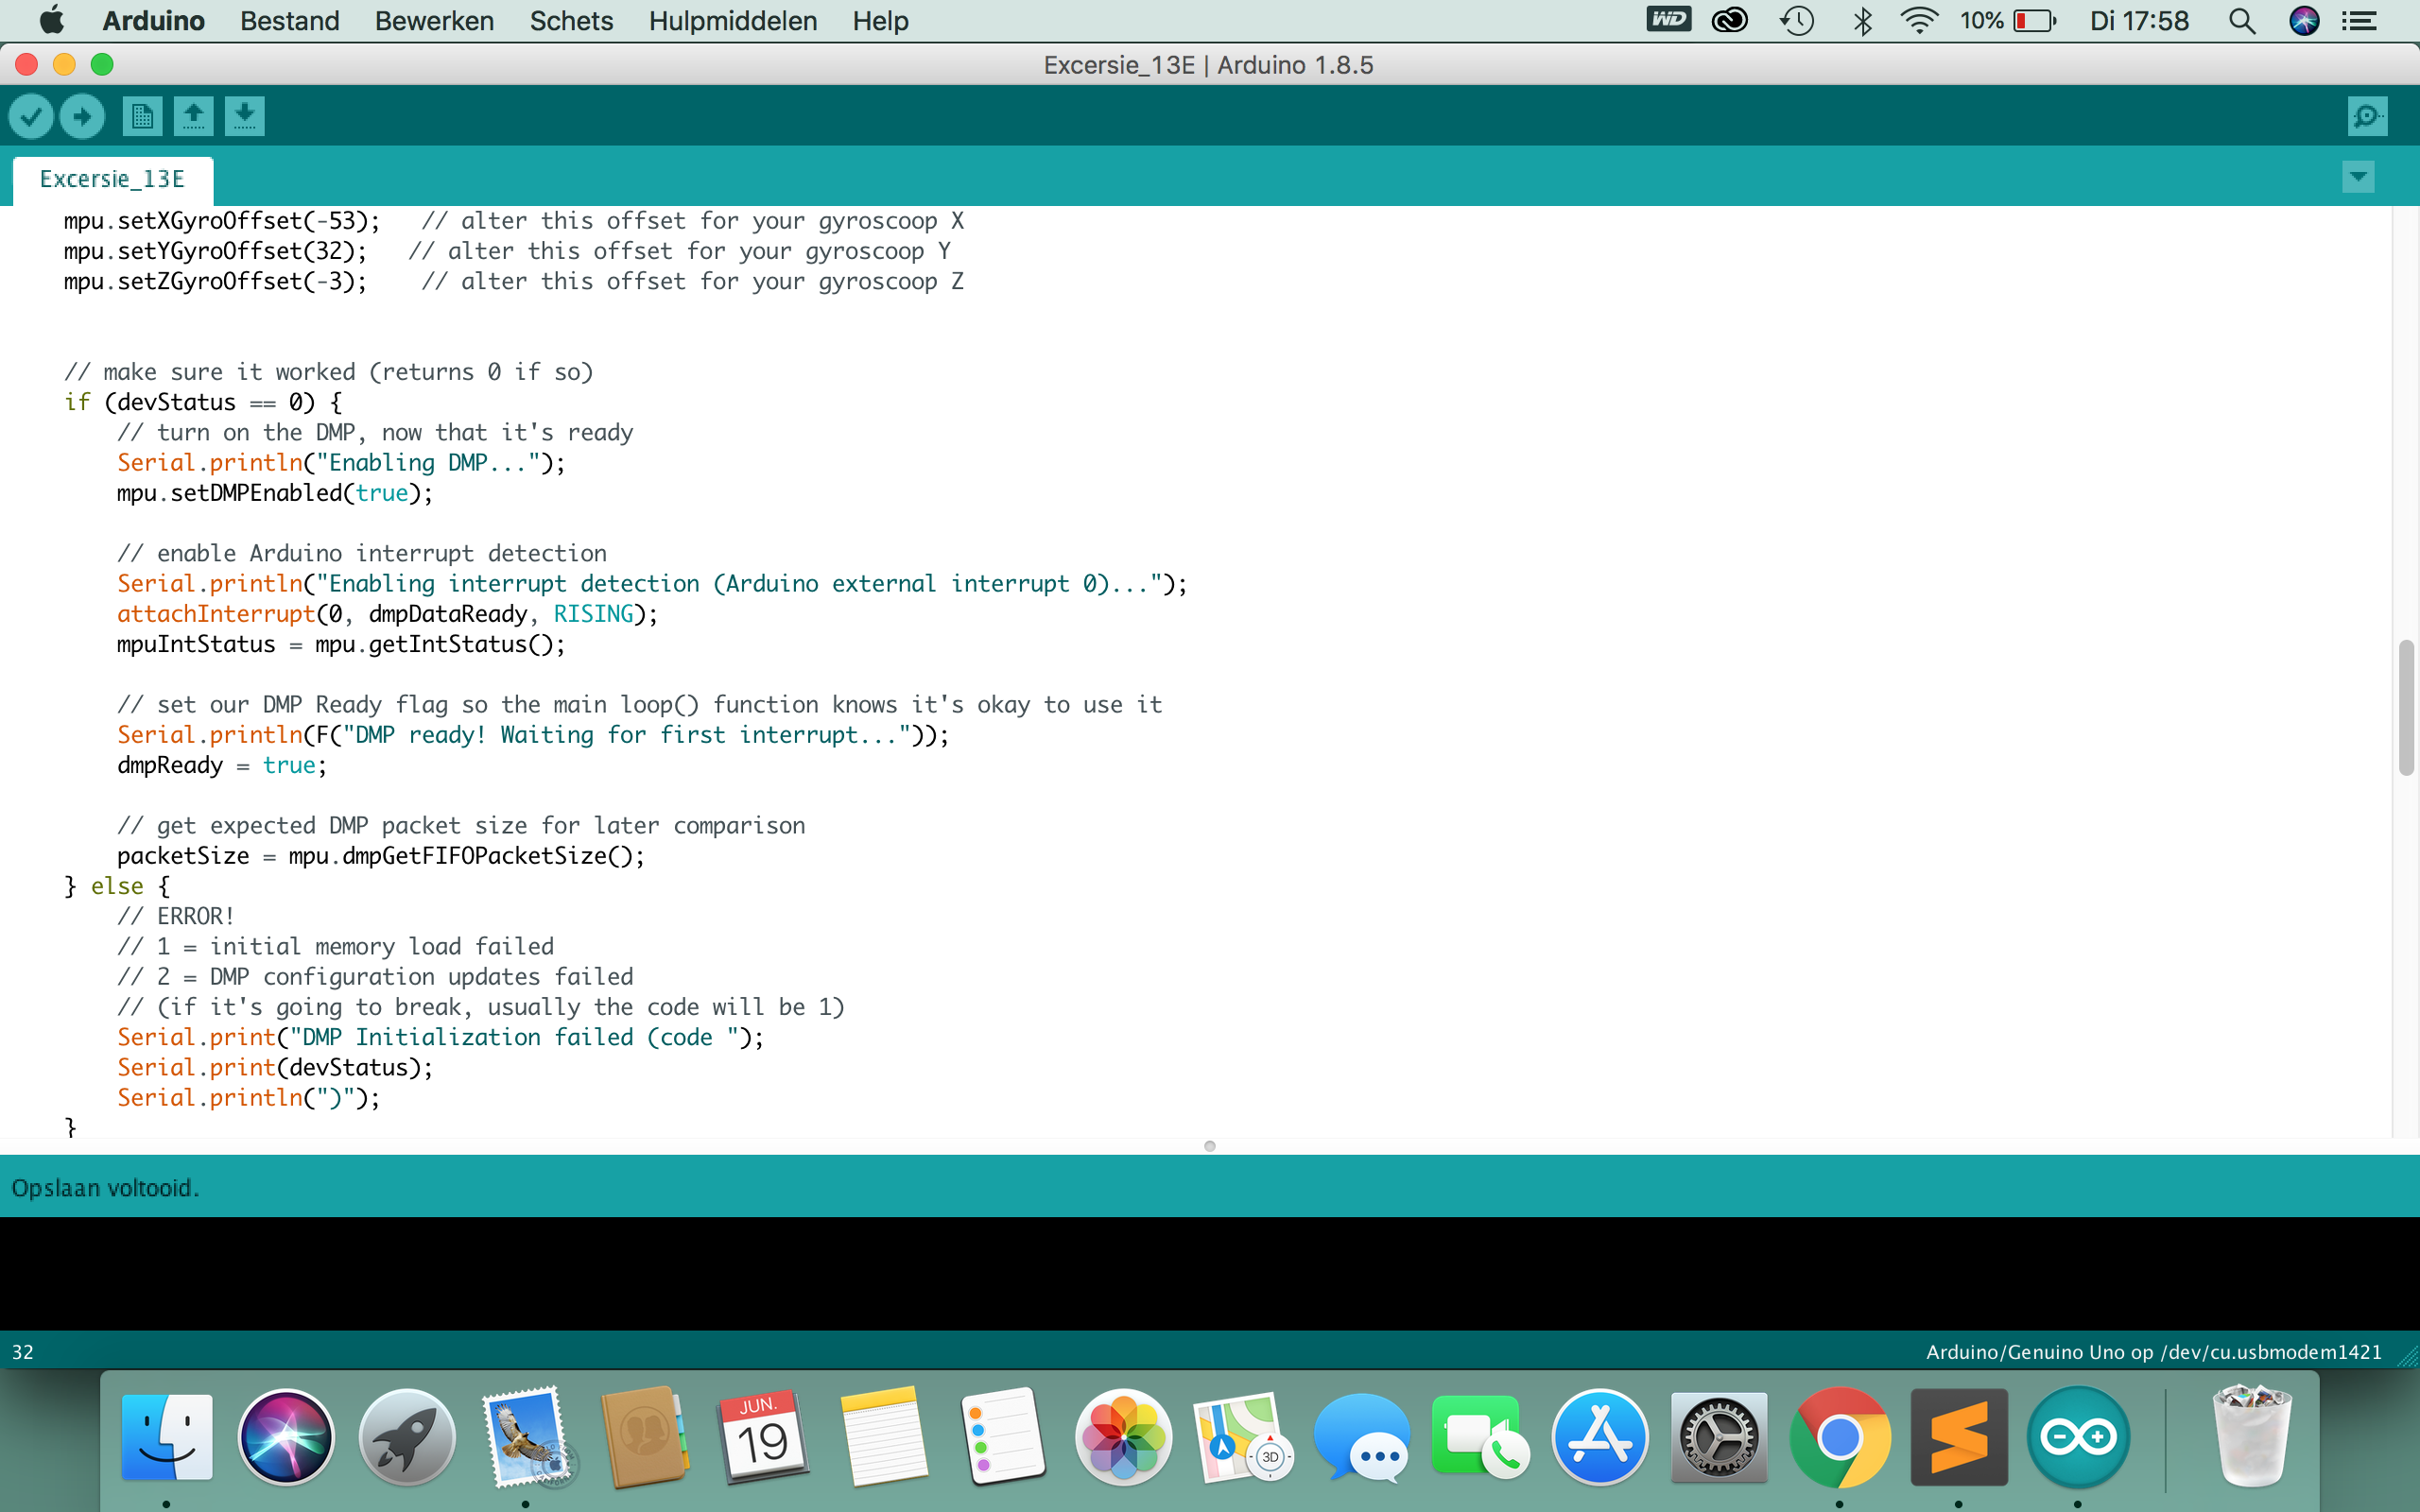 Arduino Bestand Bewerken Schets Hulpmiddelen Help WD 10% Di 17:58
Excersie_13E | Arduino 1.8.5
Excersie_13E
mpu.setXGyroOffset(-53);   // alter this offset for your gyroscoop X
mpu.setYGyroOffset(32);   // alter this offset for your gyroscoop Y
mpu.setZGyroOffset(-3);    // alter this offset for your gyroscoop Z
// make sure it worked (returns 0 if so)
if (devStatus == 0) {
// turn on the DMP, now that it's ready
Serial.println("Enabling DMP...");
mpu.setDMPEnabled(true);
// enable Arduino interrupt detection
Serial.println("Enabling interrupt detection (Arduino external interrupt 0)...");
attachInterrupt(0, dmpDataReady, RISING);
mpuIntStatus = mpu.getIntStatus();
// set our DMP Ready flag so the main loop() function knows it's okay to use it
Serial.println(F("DMP ready! Waiting for first interrupt..."));
dmpReady = true;
// get expected DMP packet size for later comparison
packetSize = mpu.dmpGetFIFOPacketSize();
} else {
// ERROR!
// 1 = initial memory load failed
// 2 = DMP configuration updates failed
// (if it's going to break, usually the code will be 1)
Serial.print("DMP Initialization failed (code ");
Serial.print(devStatus);
Serial.println(")");
}
Opslaan voltooid.
32 Arduino/Genuino Uno op /dev/cu.usbmodem1421
JUN.
19
3D